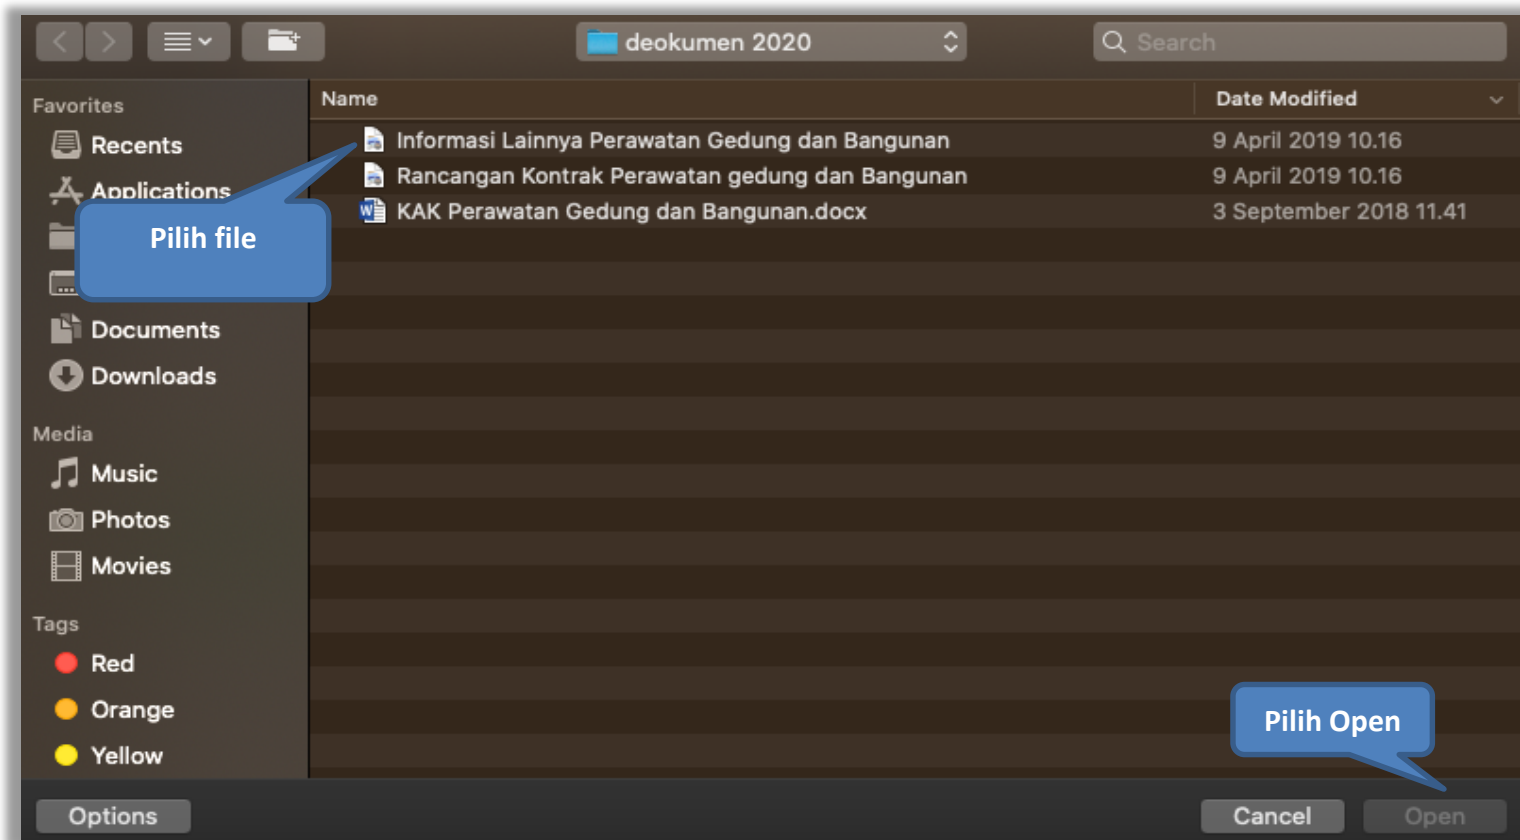 deokumen 2020
Search
Favorites
Name
Date Modified
Recents
Informasi Lainnya Perawatan Gedung dan Bangunan
9 April 2019 10.16
Applications
Rancangan Kontrak Perawatan gedung dan Bangunan
9 April 2019 10.16
KAK Perawatan Gedung dan Bangunan.docx
3 September 2018 11.41
Pilih file
Documents
Downloads
Media
Music
Photos
Movies
Tags
Red
Orange
Yellow
Pilih Open
Options
Cancel
Open